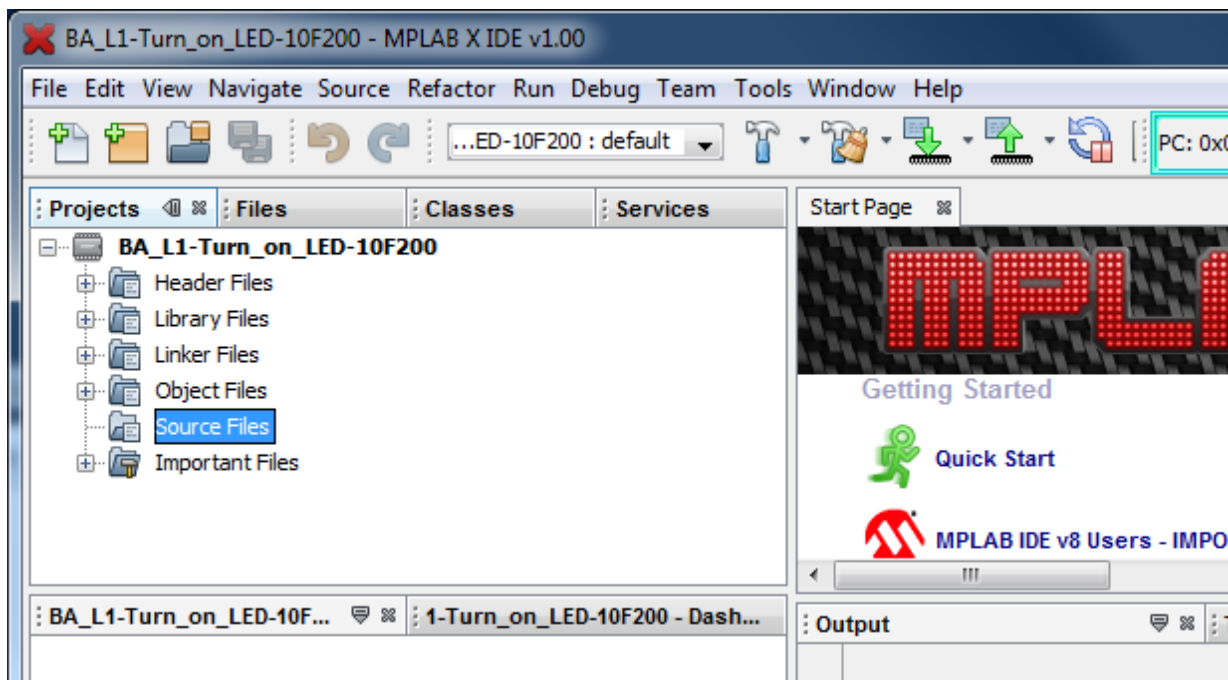 BA_L1-Turn_on_LED-10F200 - MPLAB X IDE v1.00
File Edit View Navigate Source Refactor Run Debug Team Tools Window Help
...ED-10F200 : default
PC: 0x0
Projects Files Classes Services
Start Page
BA_L1-Turn_on_LED-10F200
Header Files
Library Files
Linker Files
Object Files
Source Files
Important Files
MPL
Getting Started
Quick Start
MPLAB IDE v8 Users - IMPO
BA_L1-Turn_on_LED-10F... 1-Turn_on_LED-10F200 - Dash...
Output